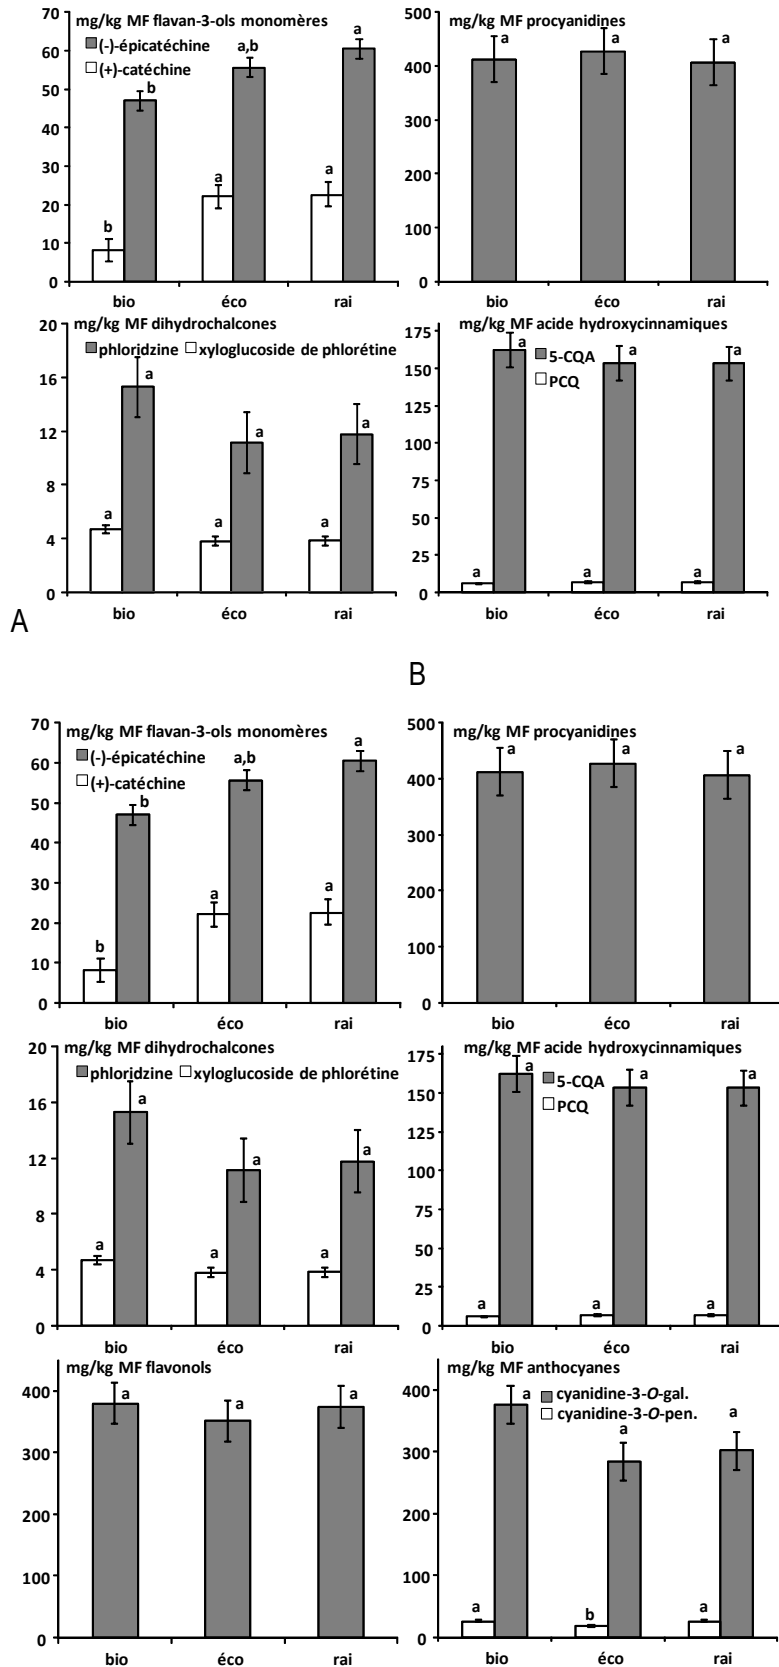 mg/kg MF flavan-3-ols monomères
(-)-épicatéchine
(+)-catéchine
70
60
50
40
30
20
10
0
b
b
a
a,b
a
a
bio
éco
rai
mg/kg MF procyanidines
500
400
300
200
100
0
a
a
a
bio
éco
rai
mg/kg MF dihydrochalcones
phloridzine
xyloglucoside de phlorétine
20
16
12
8
4
0
a
a
a
a
a
a
bio
éco
rai
mg/kg MF acide hydroxycinnamiques
5-CQA
PCQ
175
150
125
100
75
50
25
0
a
a
a
a
a
a
bio
éco
rai
A
B
mg/kg MF flavan-3-ols monomères
(-)-épicatéchine
(+)-catéchine
70
60
50
40
30
20
10
0
b
b
a
a,b
a
a
bio
éco
rai
mg/kg MF procyanidines
500
400
300
200
100
0
a
a
a
bio
éco
rai
mg/kg MF dihydrochalcones
phloridzine
xyloglucoside de phlorétine
20
16
12
8
4
0
a
a
a
a
a
a
bio
éco
rai
mg/kg MF acide hydroxycinnamiques
5-CQA
PCQ
175
150
125
100
75
50
25
0
a
a
a
a
a
a
bio
éco
rai
mg/kg MF flavonols
400
300
200
100
0
a
a
a
bio
éco
rai
mg/kg MF anthocyanes
cyanidine-3-O-gal.
cyanidine-3-O-pen.
400
300
200
100
0
a
a
b
a
a
a
bio
éco
rai